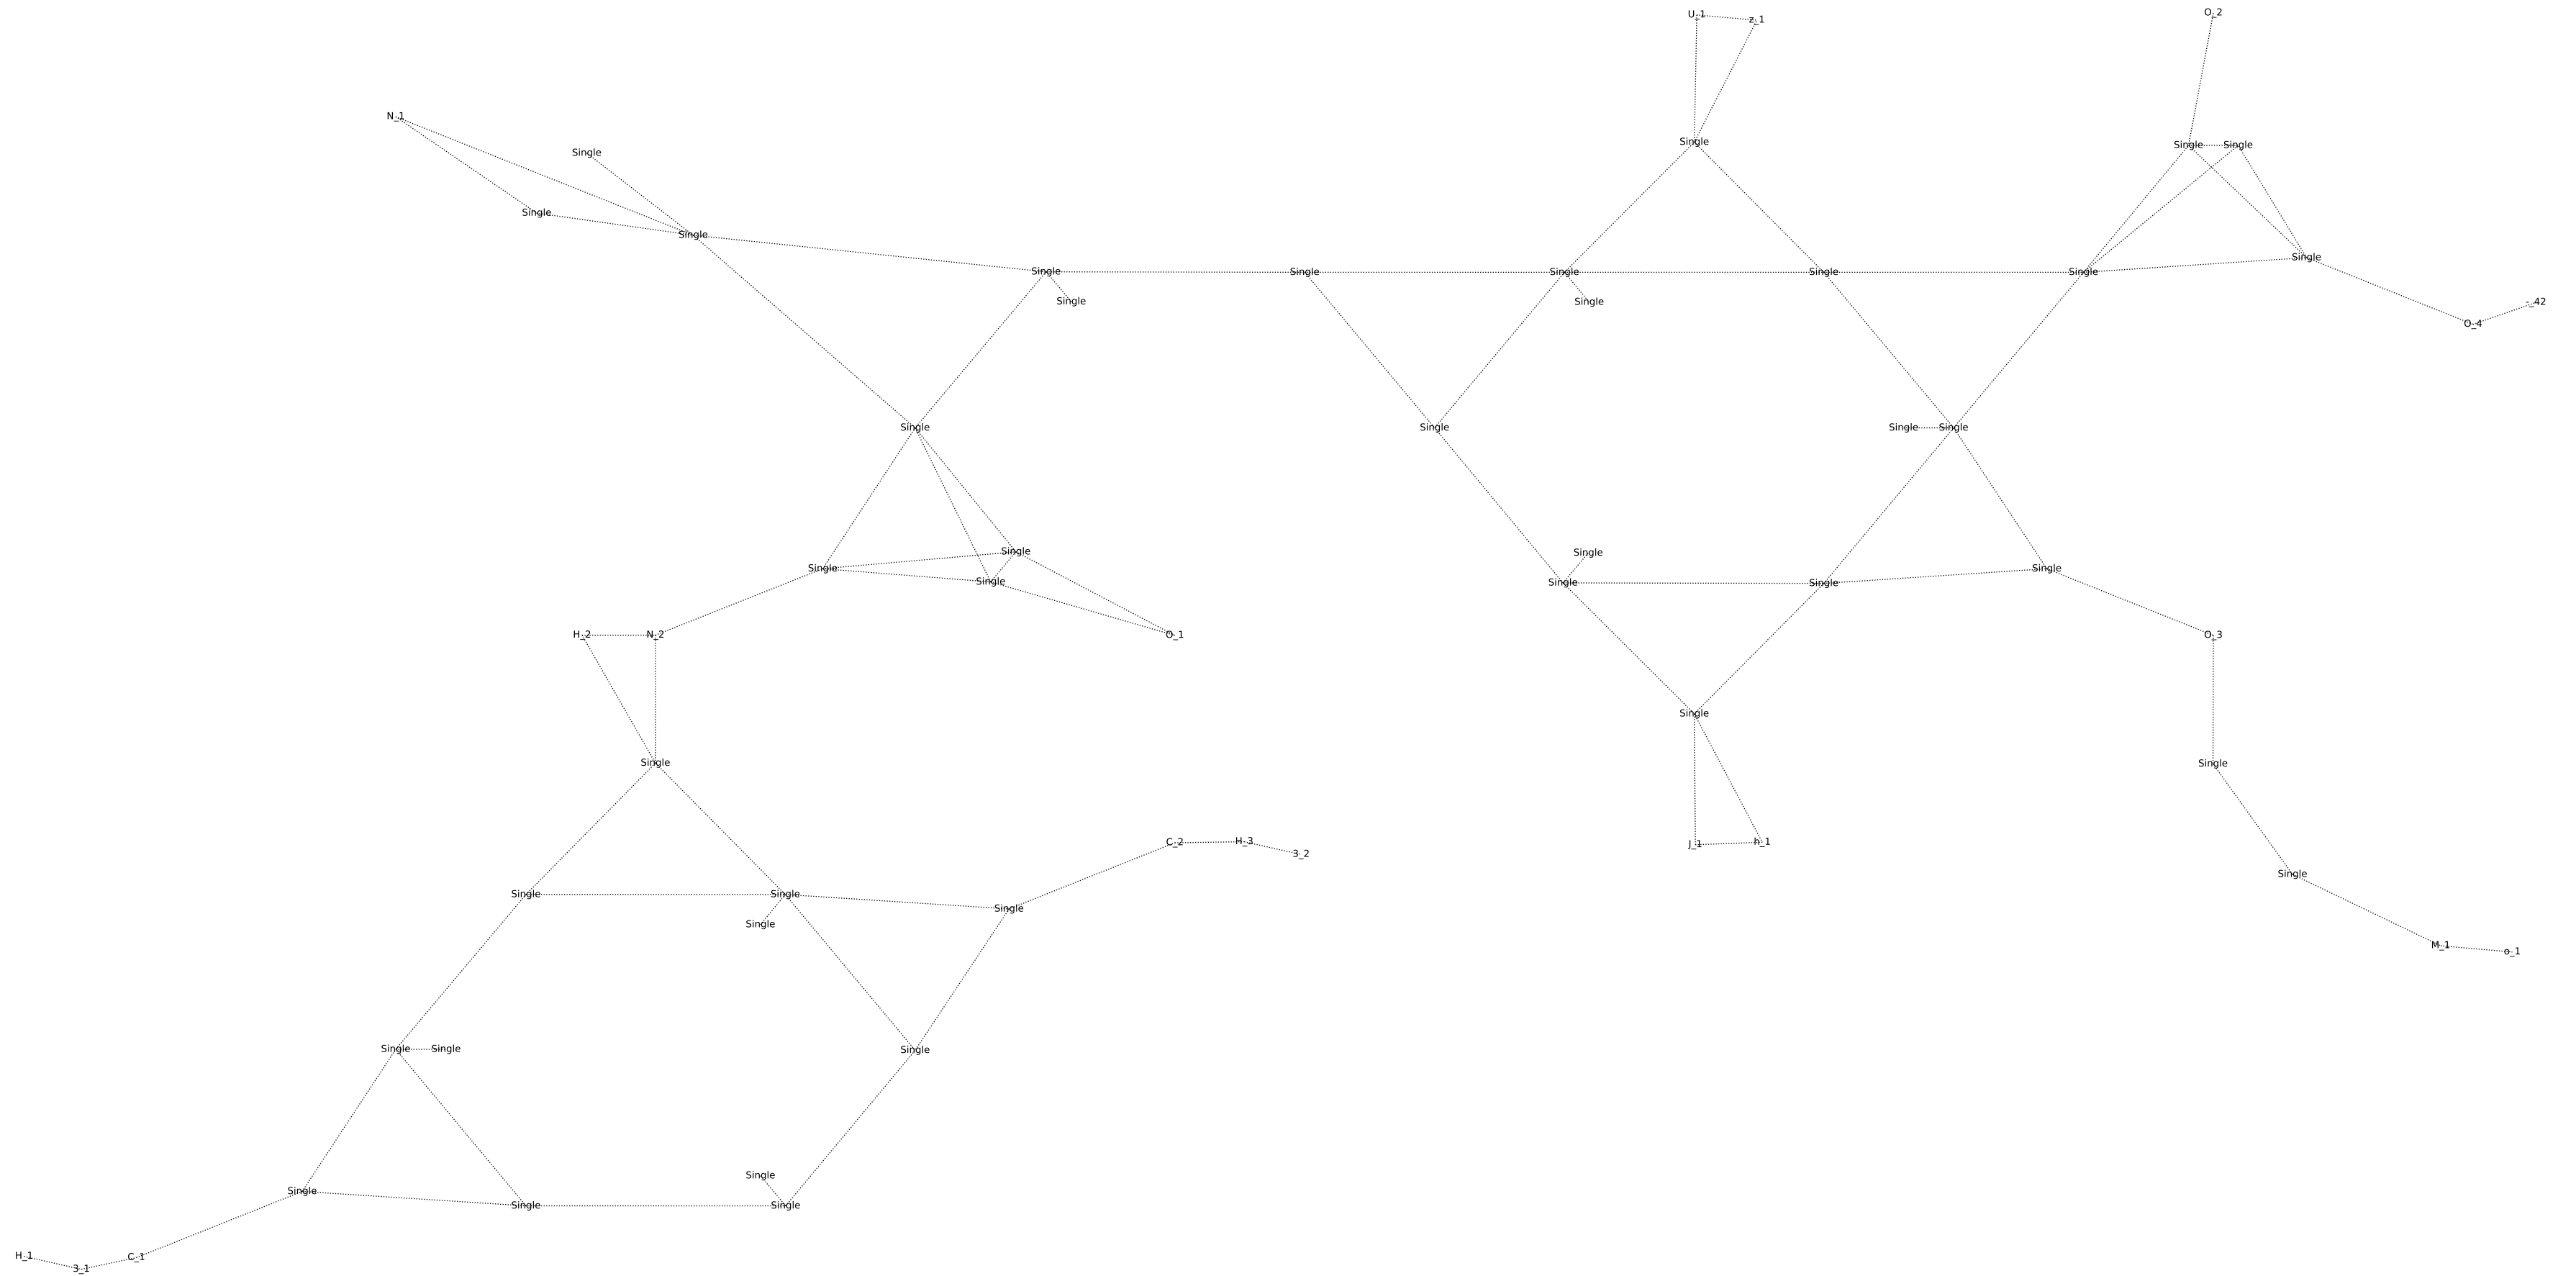 U_1 z_1 O_2
N_1
Single Single Single
Single
Single
Single
Single
Single Single Single Single Single
Single
Single Single -_42
O_4
Single Single Single Single
Single Single
Single Single
Single Single Single
Single
H_2 N_2 O_1 O_3
Single
Single Single
C_2 H_3 J_1 h_1
3_2
Single
Single Single
Single
Single
M_1 o_1
Single Single Single
Single
Single
Single Single
H_1 C_1
3_1